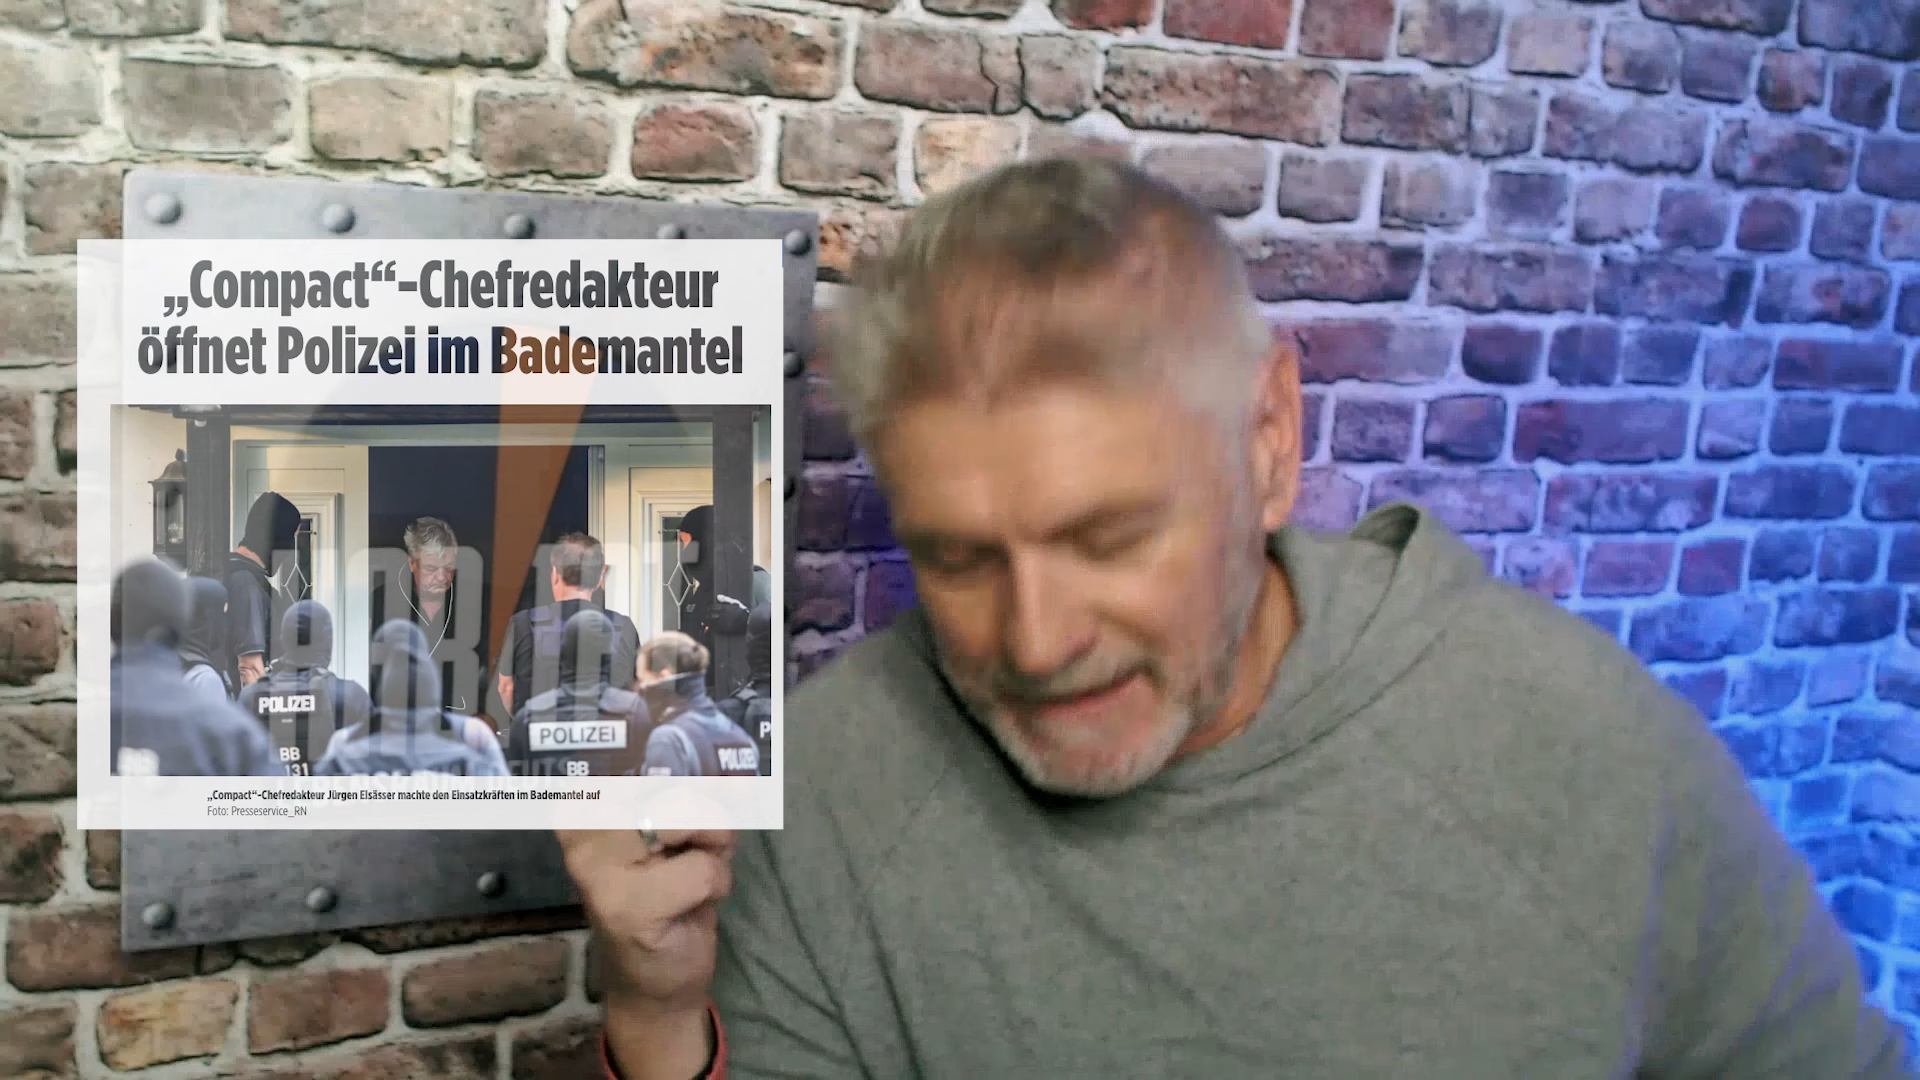 „Compact“-Chefredakteur
öffnet Polizei im Bademantel
POLIZEI
BB
131
POLIZEI
BB
POLIZEI
„Compact“-Chefredakteur Jürgen Elsässer machte den Einsatzkräften im Bademantel auf
Foto: Presseservice_RN